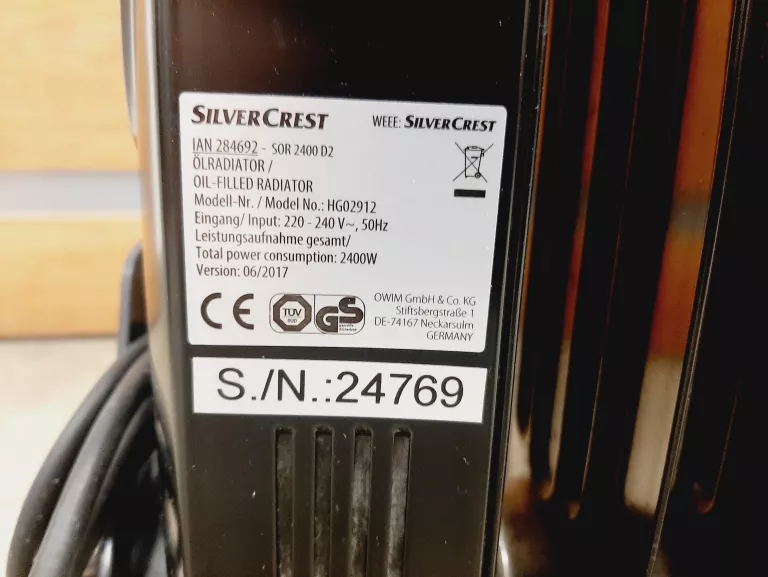 SILVERCREST WEEE: SILVERCREST
IAN 284692 - SOR 2400 D2
ÖLRADIATOR /
OIL-FILLED RADIATOR
Modell-Nr. / Model No.: HG02912
Eingang/ Input: 220 - 240 V~, 50Hz
Leistungsaufnahme gesamt/
Total power consumption: 2400W
Version: 06/2017
CE TÜV SÜD GS
OWIM GmbH & Co. KG
Stiftsbergstraße 1
DE-74167 Neckarsulm
GERMANY
S./N.:24769